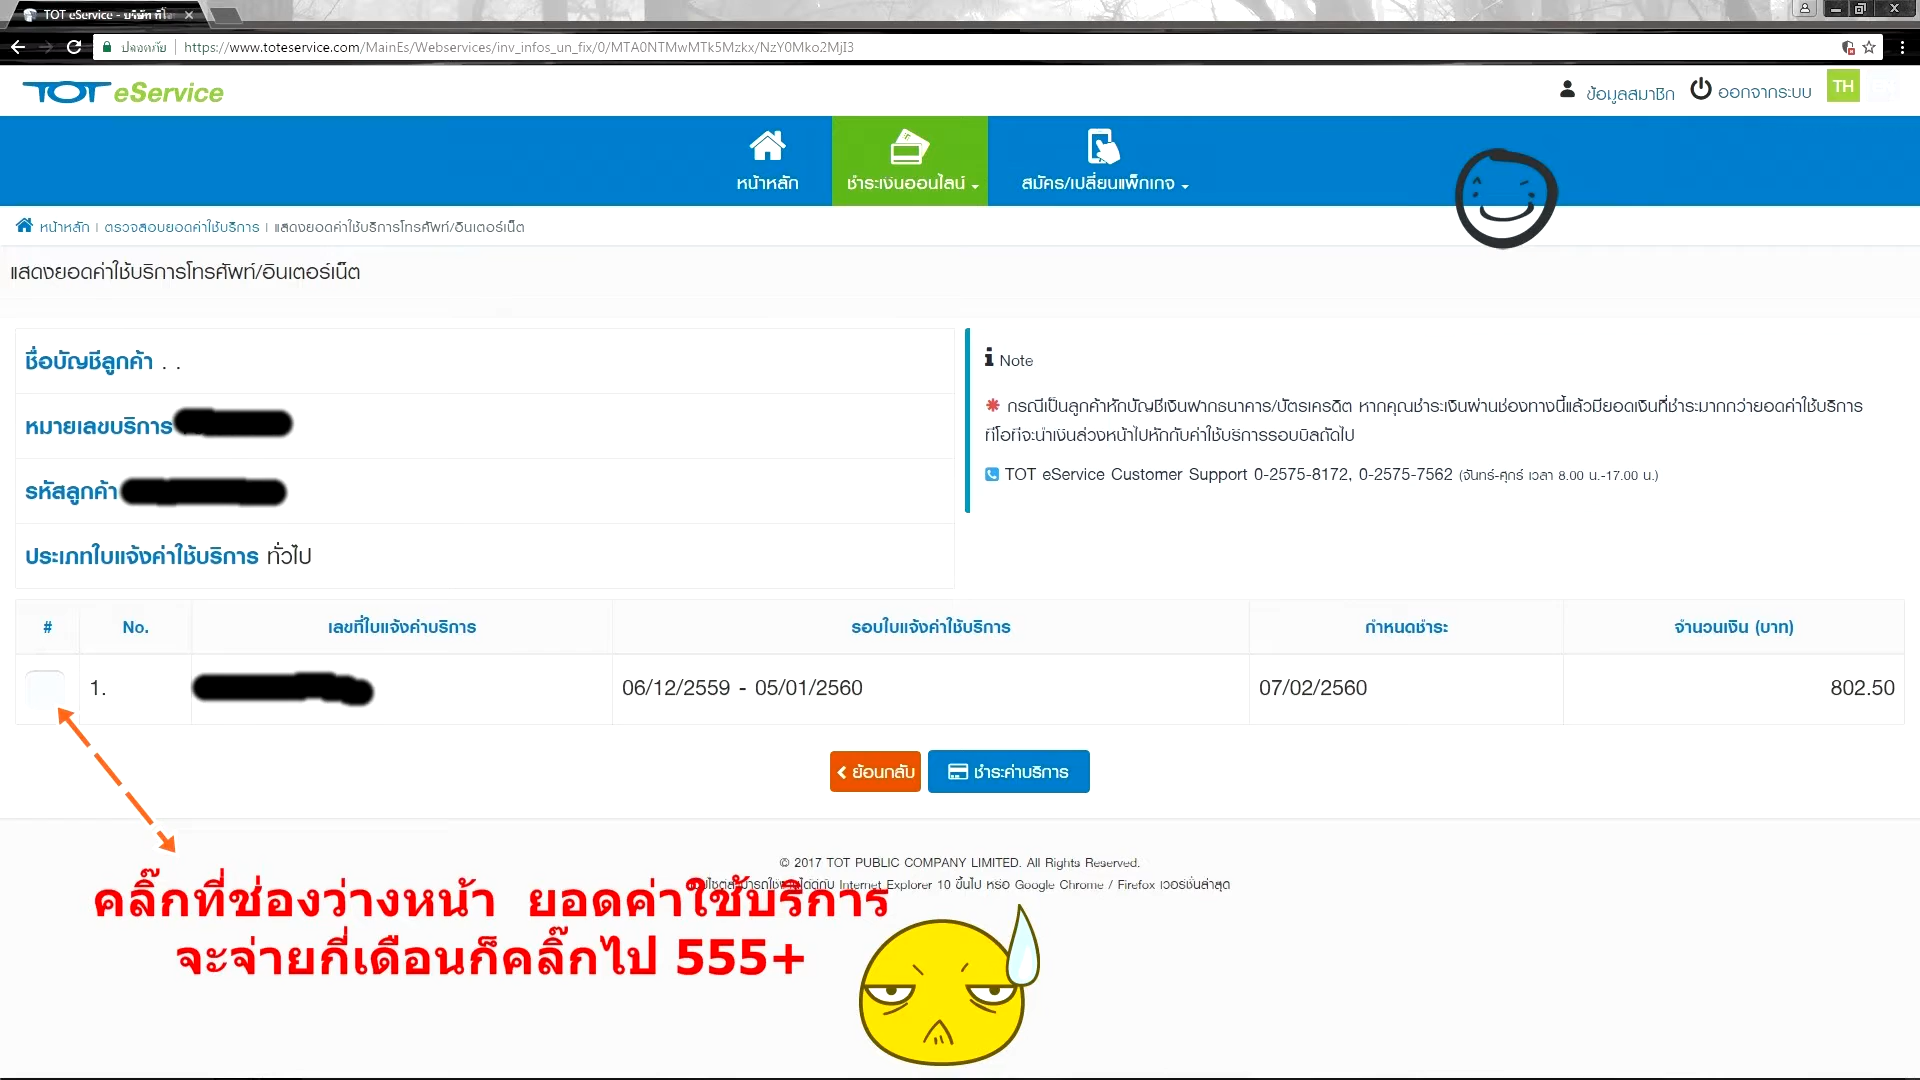 TOT eService - บริษัท ทีโอ
ปลอดภัย https://www.toteservice.com/MainEs/Webservices/inv_infos_un_fix/0/MTA0NTMwMTk5Mzkx/NzY0Mko2MjI3
TOT eService
ข้อมูลสมาชิก ออกจากระบบ TH
หน้าหลัก ชำระเงินออนไลน์ สมัคร/เปลี่ยนแพ็กเกจ
หน้าหลัก | ตรวจสอบยอดค่าใช้บริการ | แสดงยอดค่าใช้บริการโทรศัพท์/อินเตอร์เน็ต
แสดงยอดค่าใช้บริการโทรศัพท์/อินเตอร์เน็ต
ชื่อบัญชีลูกค้า . .
หมายเลขบริการ
รหัสลูกค้า
ประเภทใบแจ้งค่าใช้บริการ ทั่วไป
Note
กรณีเป็นลูกค้าหักบัญชีเงินฝากธนาคาร/บัตรเครดิต หากคุณชำระเงินผ่านช่องทางนี้แล้วมียอดเงินที่ชำระมากกว่ายอดค่าใช้บริการ
ทีโอทีจะนำเงินล่วงหน้าไปหักกับค่าใช้บริการรอบบิลถัดไป
TOT eService Customer Support 0-2575-8172, 0-2575-7562 (จันทร์-ศุกร์ เวลา 8.00 น.-17.00 น.)
# No. เลขที่ใบแจ้งค่าบริการ รอบใบแจ้งค่าใช้บริการ กำหนดชำระ จำนวนเงิน (บาท)
1. 06/12/2559 - 05/01/2560 07/02/2560 802.50
ย้อนกลับ ชำระค่าบริการ
© 2017 TOT PUBLIC COMPANY LIMITED. All Rights Reserved.
Internet Explorer 10 ขึ้นไป หรือ Google Chrome / Firefox เวอร์ชั่นล่าสุด
คลิ๊กที่ช่องว่างหน้า ยอดค่าใช้บริการ
จะจ่ายกี่เดือนก็คลิ๊กไป 555+